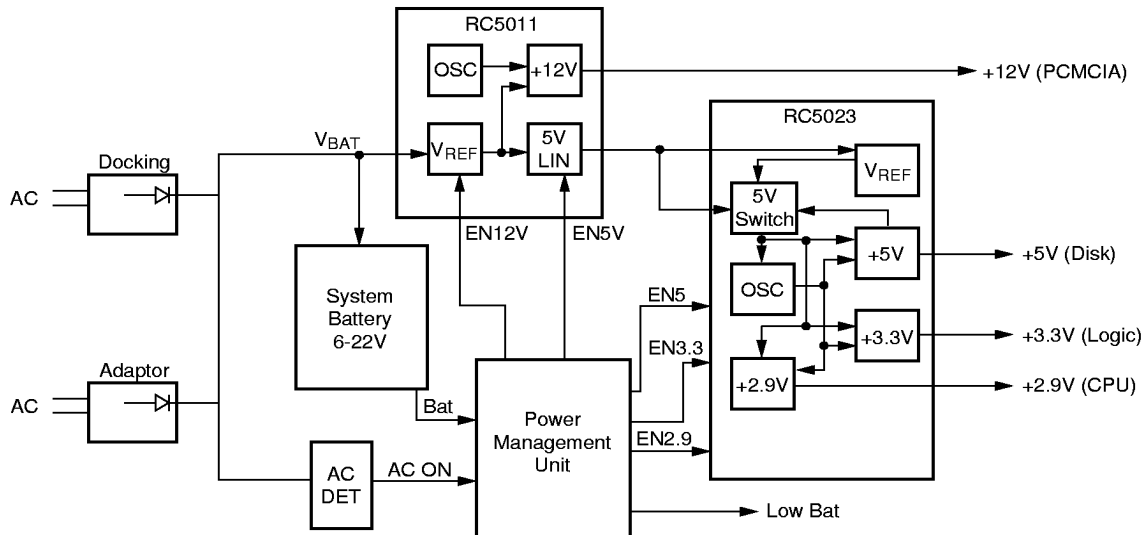 RC5011
OSC
+12V
+12V (PCMCIA)
RC5023
VBAT
VREF
5V
LIN
VREF
Docking
AC
5V
Switch
EN12V
EN5V
+5V
+5V (Disk)
System
Battery
6-22V
OSC
EN5
+3.3V
+3.3V (Logic)
EN3.3
Adaptor
AC
+2.9V
+2.9V (CPU)
Bat
Power
Management
Unit
EN2.9
AC
DET
AC ON
Low Bat